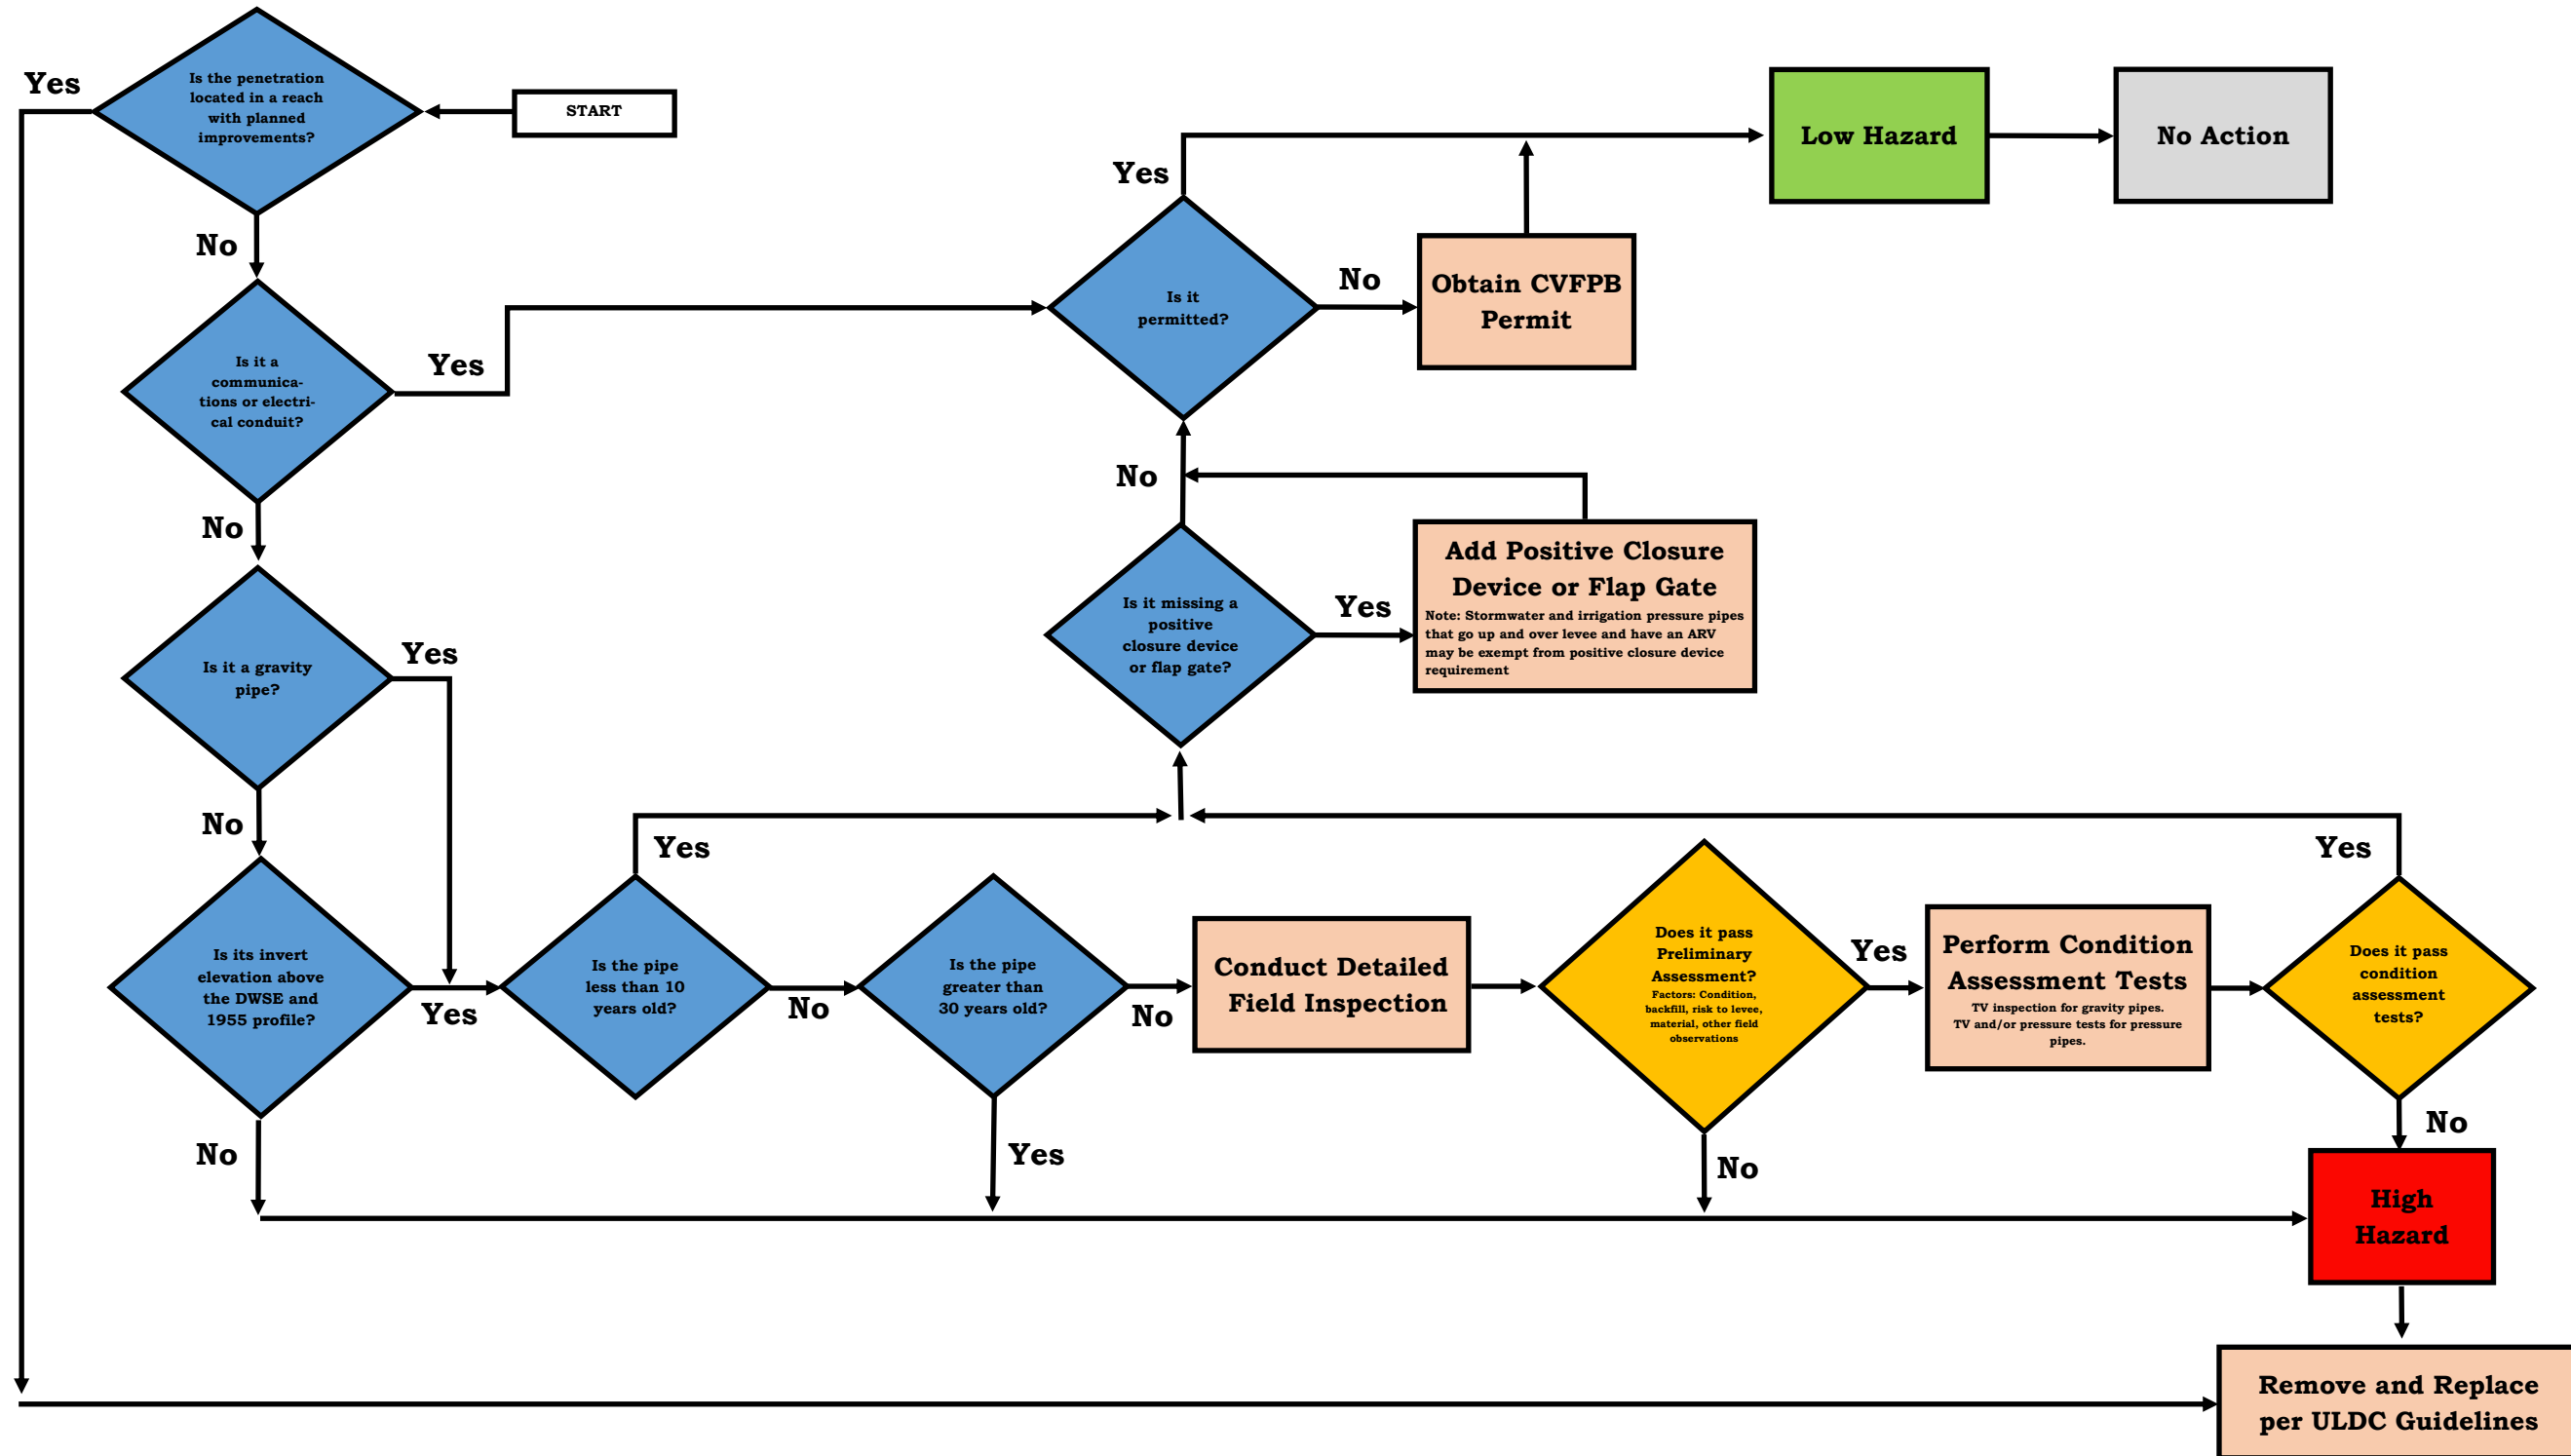 Yes
Is the penetration
located in a reach
with planned
improvements?
START
No
Is it a
communica-
tions or electri-
cal conduit?
Yes
No
Is it a gravity
pipe?
Yes
No
Is its invert
elevation above
the DWSE and
1955 profile?
Yes
No
Is the pipe
less than 10
years old?
Yes
No
Is the pipe
greater than
30 years old?
No
Yes
Conduct Detailed
Field Inspection
Does it pass
Preliminary
Assessment?
Factors: Condition,
backfill, risk to levee,
material, other field
observations
Yes
No
Perform Condition
Assessment Tests
TV inspection for gravity pipes.
TV and/or pressure tests for pressure
pipes.
Does it pass
condition
assessment
tests?
Yes
No
Is it missing a
positive
closure device
or flap gate?
Yes
No
Add Positive Closure
Device or Flap Gate
Note: Stormwater and irrigation pressure pipes
that go up and over levee and have an ARV
may be exempt from positive closure device
requirement
Is it
permitted?
Yes
No
Obtain CVFPB
Permit
Low Hazard
No Action
High
Hazard
Remove and Replace
per ULDC Guidelines